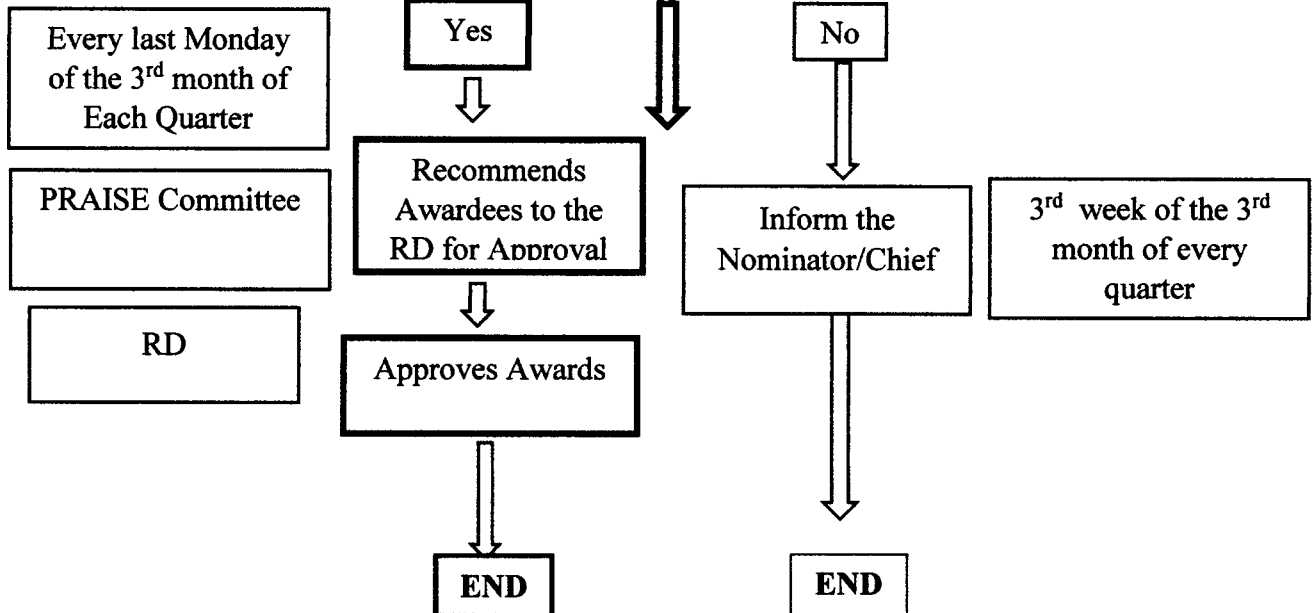 Every last Monday
of the 3rd month of
Each Quarter
Yes
No
PRAISE Committee
Recommends
Awardees to the
RD for Approval
Inform the
Nominator/Chief
3rd week of the 3rd
month of every
quarter
RD
Approves Awards
END
END